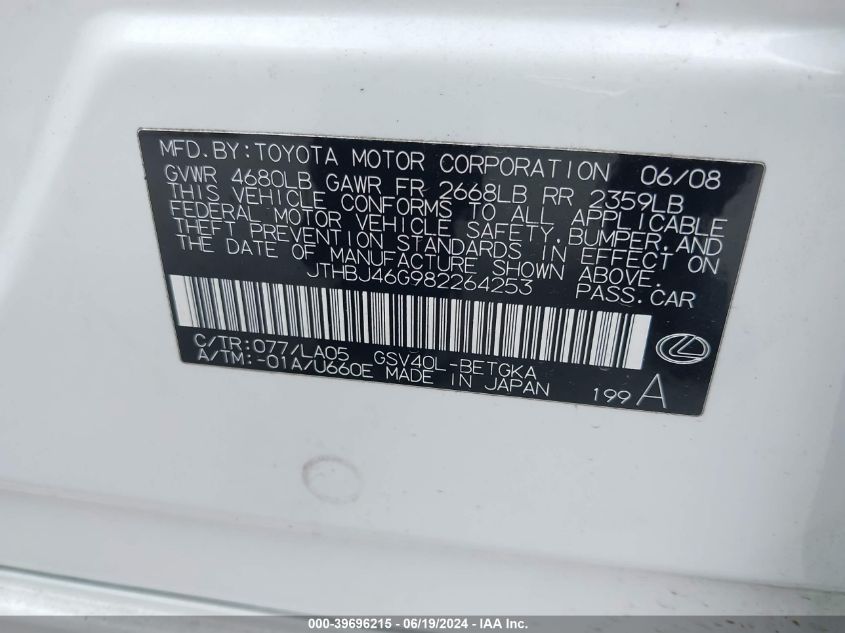 MFD.BY:TOYOTA MOTOR CORPORATION 06/08
GVWR 4680LB GAWR FR 2668LB RR 2359LB
THIS VEHICLE CONFORMS TO ALL APPLICABLE
FEDERAL MOTOR VEHICLE SAFETY,BUMPER,AND
THEFT PREVENTION STANDARDS IN EFFECT ON
THE DATE OF MANUFACTURE SHOWN ABOVE.
JTHBJ46G982264253 PASS.CAR
C/TR:077/LA05 GSV40L-BETGKA
A/TM:-01A/U660E MADE IN JAPAN
199 A
000-39696215 - 06/19/2024 - IAA Inc.